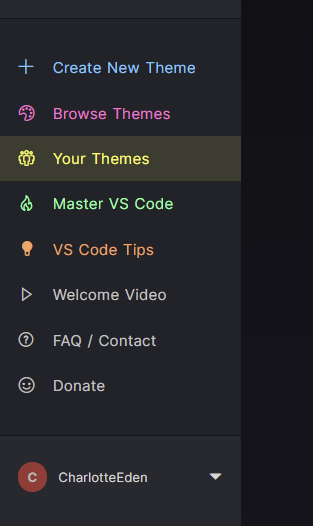 Create New Theme
Browse Themes
Your Themes
Master VS Code
VS Code Tips
Welcome Video
FAQ / Contact
Donate
C CharlotteEden